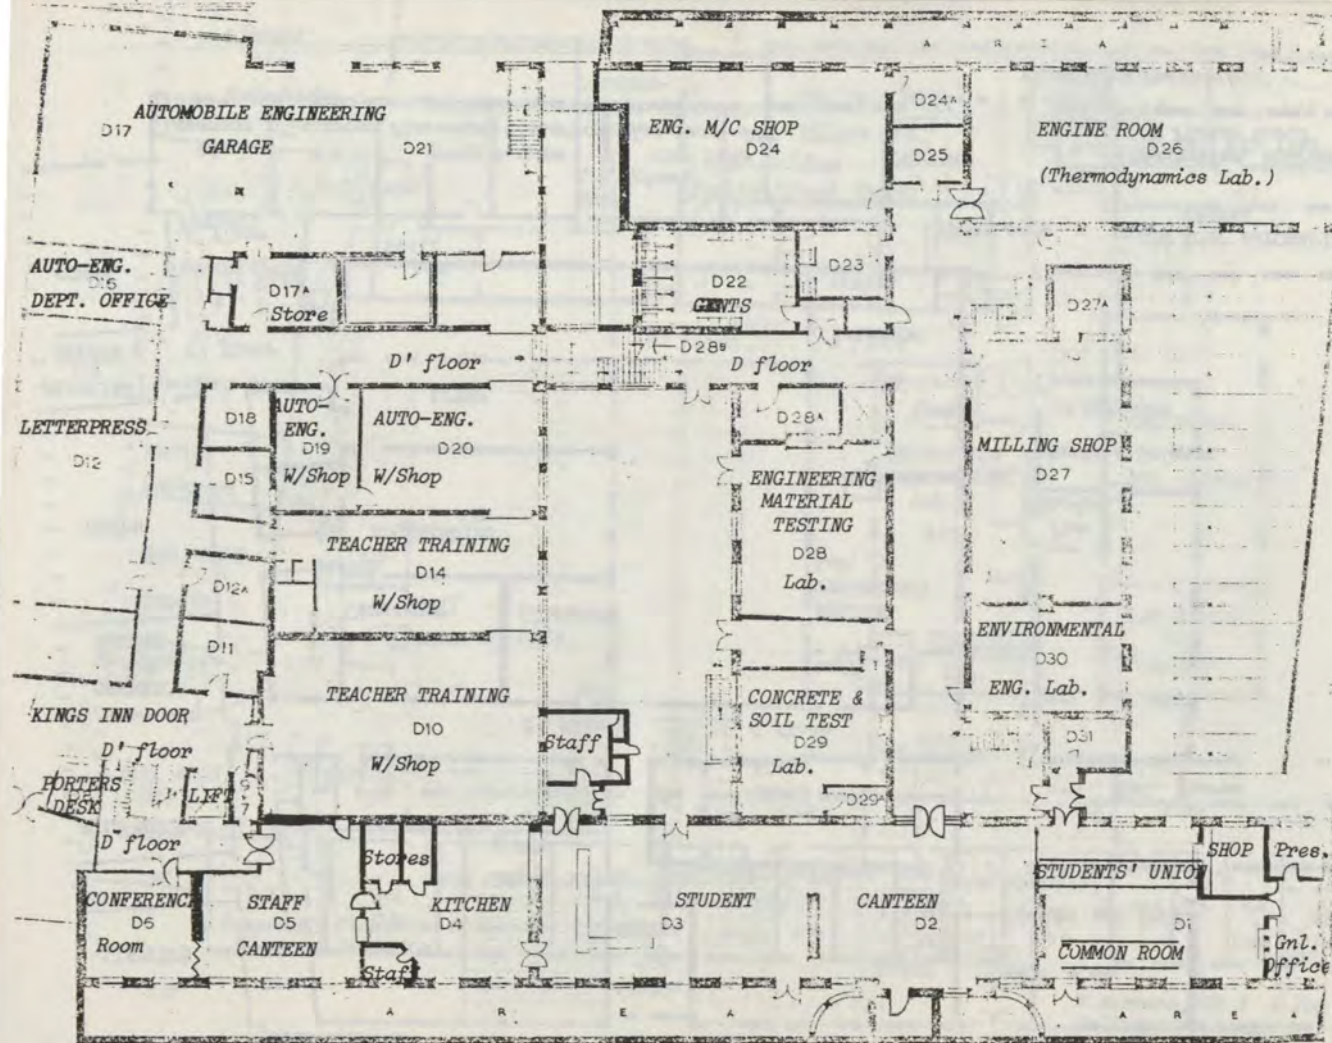 A R E A
AUTOMOBILE ENGINEERING
D17
GARAGE
D21
ENG. M/C SHOP
D24
D24A
D25
ENGINE ROOM
D26
(Thermodynamics Lab.)
AUTO-ENG.
D16
DEPT. OFFICE
D17A
Store
D22
GENTS
D23
D27A
D' floor
D28B
D floor
LETTERPRESS
D12
D18
D15
AUTO-
ENG.
D19
W/Shop
AUTO-ENG.
D20
W/Shop
D28A
ENGINEERING
MATERIAL
TESTING
D28
Lab.
MILLING SHOP
D27
TEACHER TRAINING
D14
W/Shop
D12A
D11
ENVIRONMENTAL
D30
ENG. Lab.
TEACHER TRAINING
D10
W/Shop
KINGS INN DOOR
D' floor
PORTERS
DESK
LIFT
D' floor
Staff
CONCRETE &
SOIL TEST
D29
Lab.
D29A
D31
Stores
SHOP
Pres.
STUDENTS' UNION
CONFERENCE
D6
Room
STAFF
D5
CANTEEN
KITCHEN
D4
Staff
STUDENT
D3
CANTEEN
D2
D1
COMMON ROOM
Gnl.
Office
A R E A
A R E A